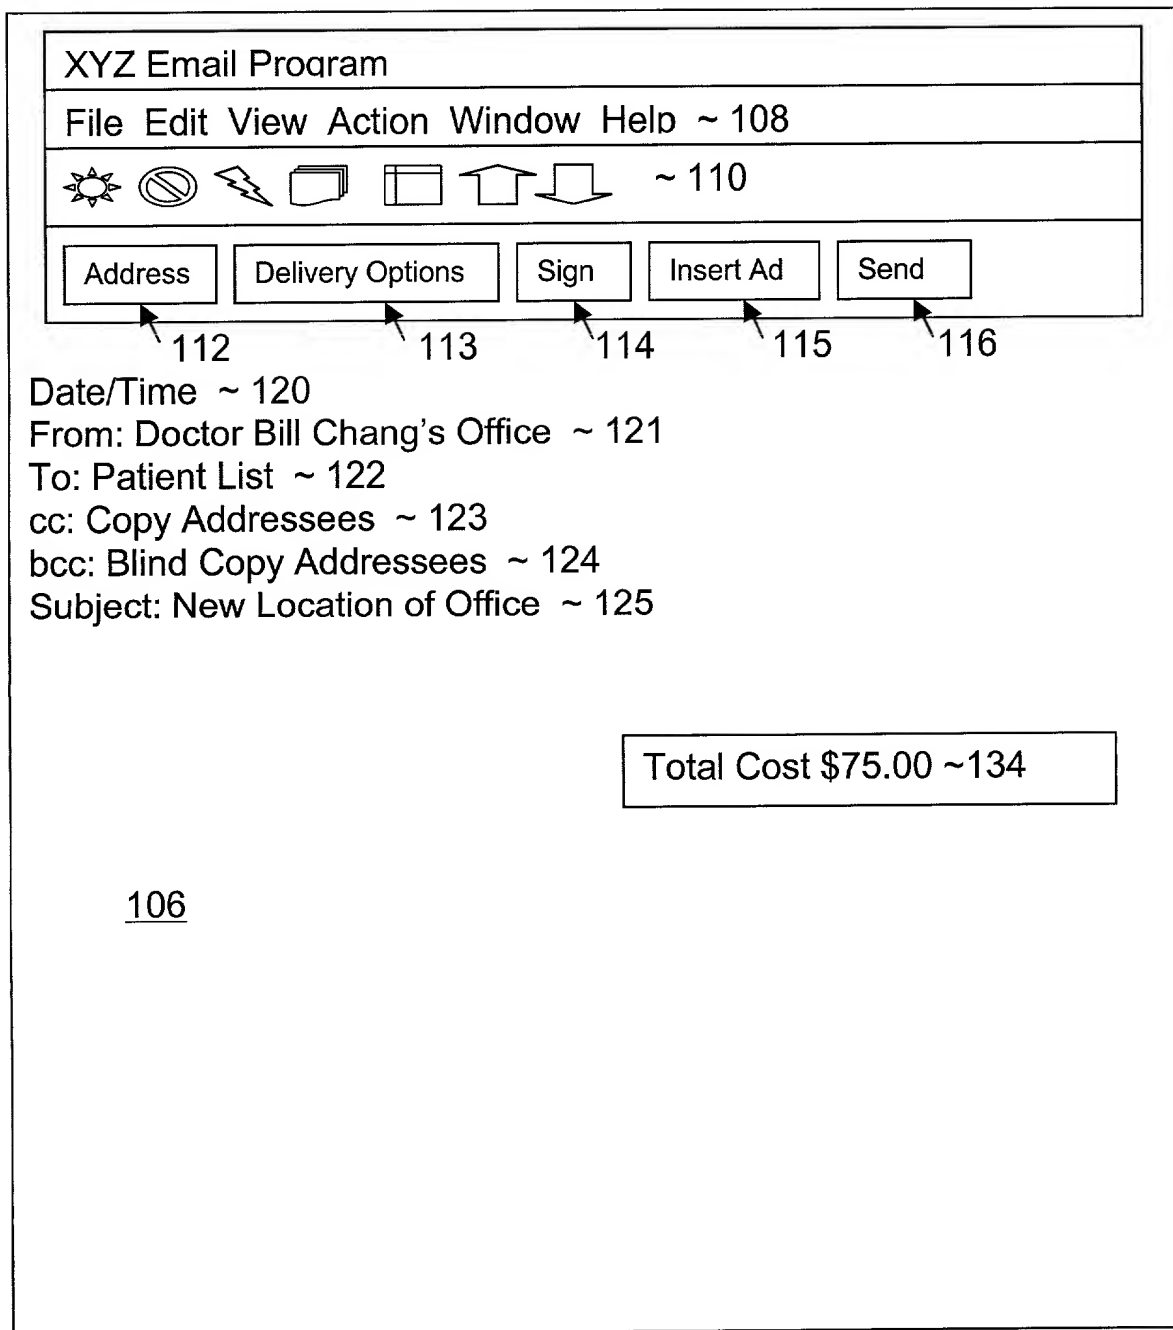 XYZ Email Program
File Edit View Action Window Help ~ 108
~ 110
Address Delivery Options Sign Insert Ad Send
112 113 114 115 116
Date/Time ~ 120
From: Doctor Bill Chang's Office ~ 121
To: Patient List ~ 122
cc: Copy Addressees ~ 123
bcc: Blind Copy Addressees ~ 124
Subject: New Location of Office ~ 125
Total Cost $75.00 ~134
106